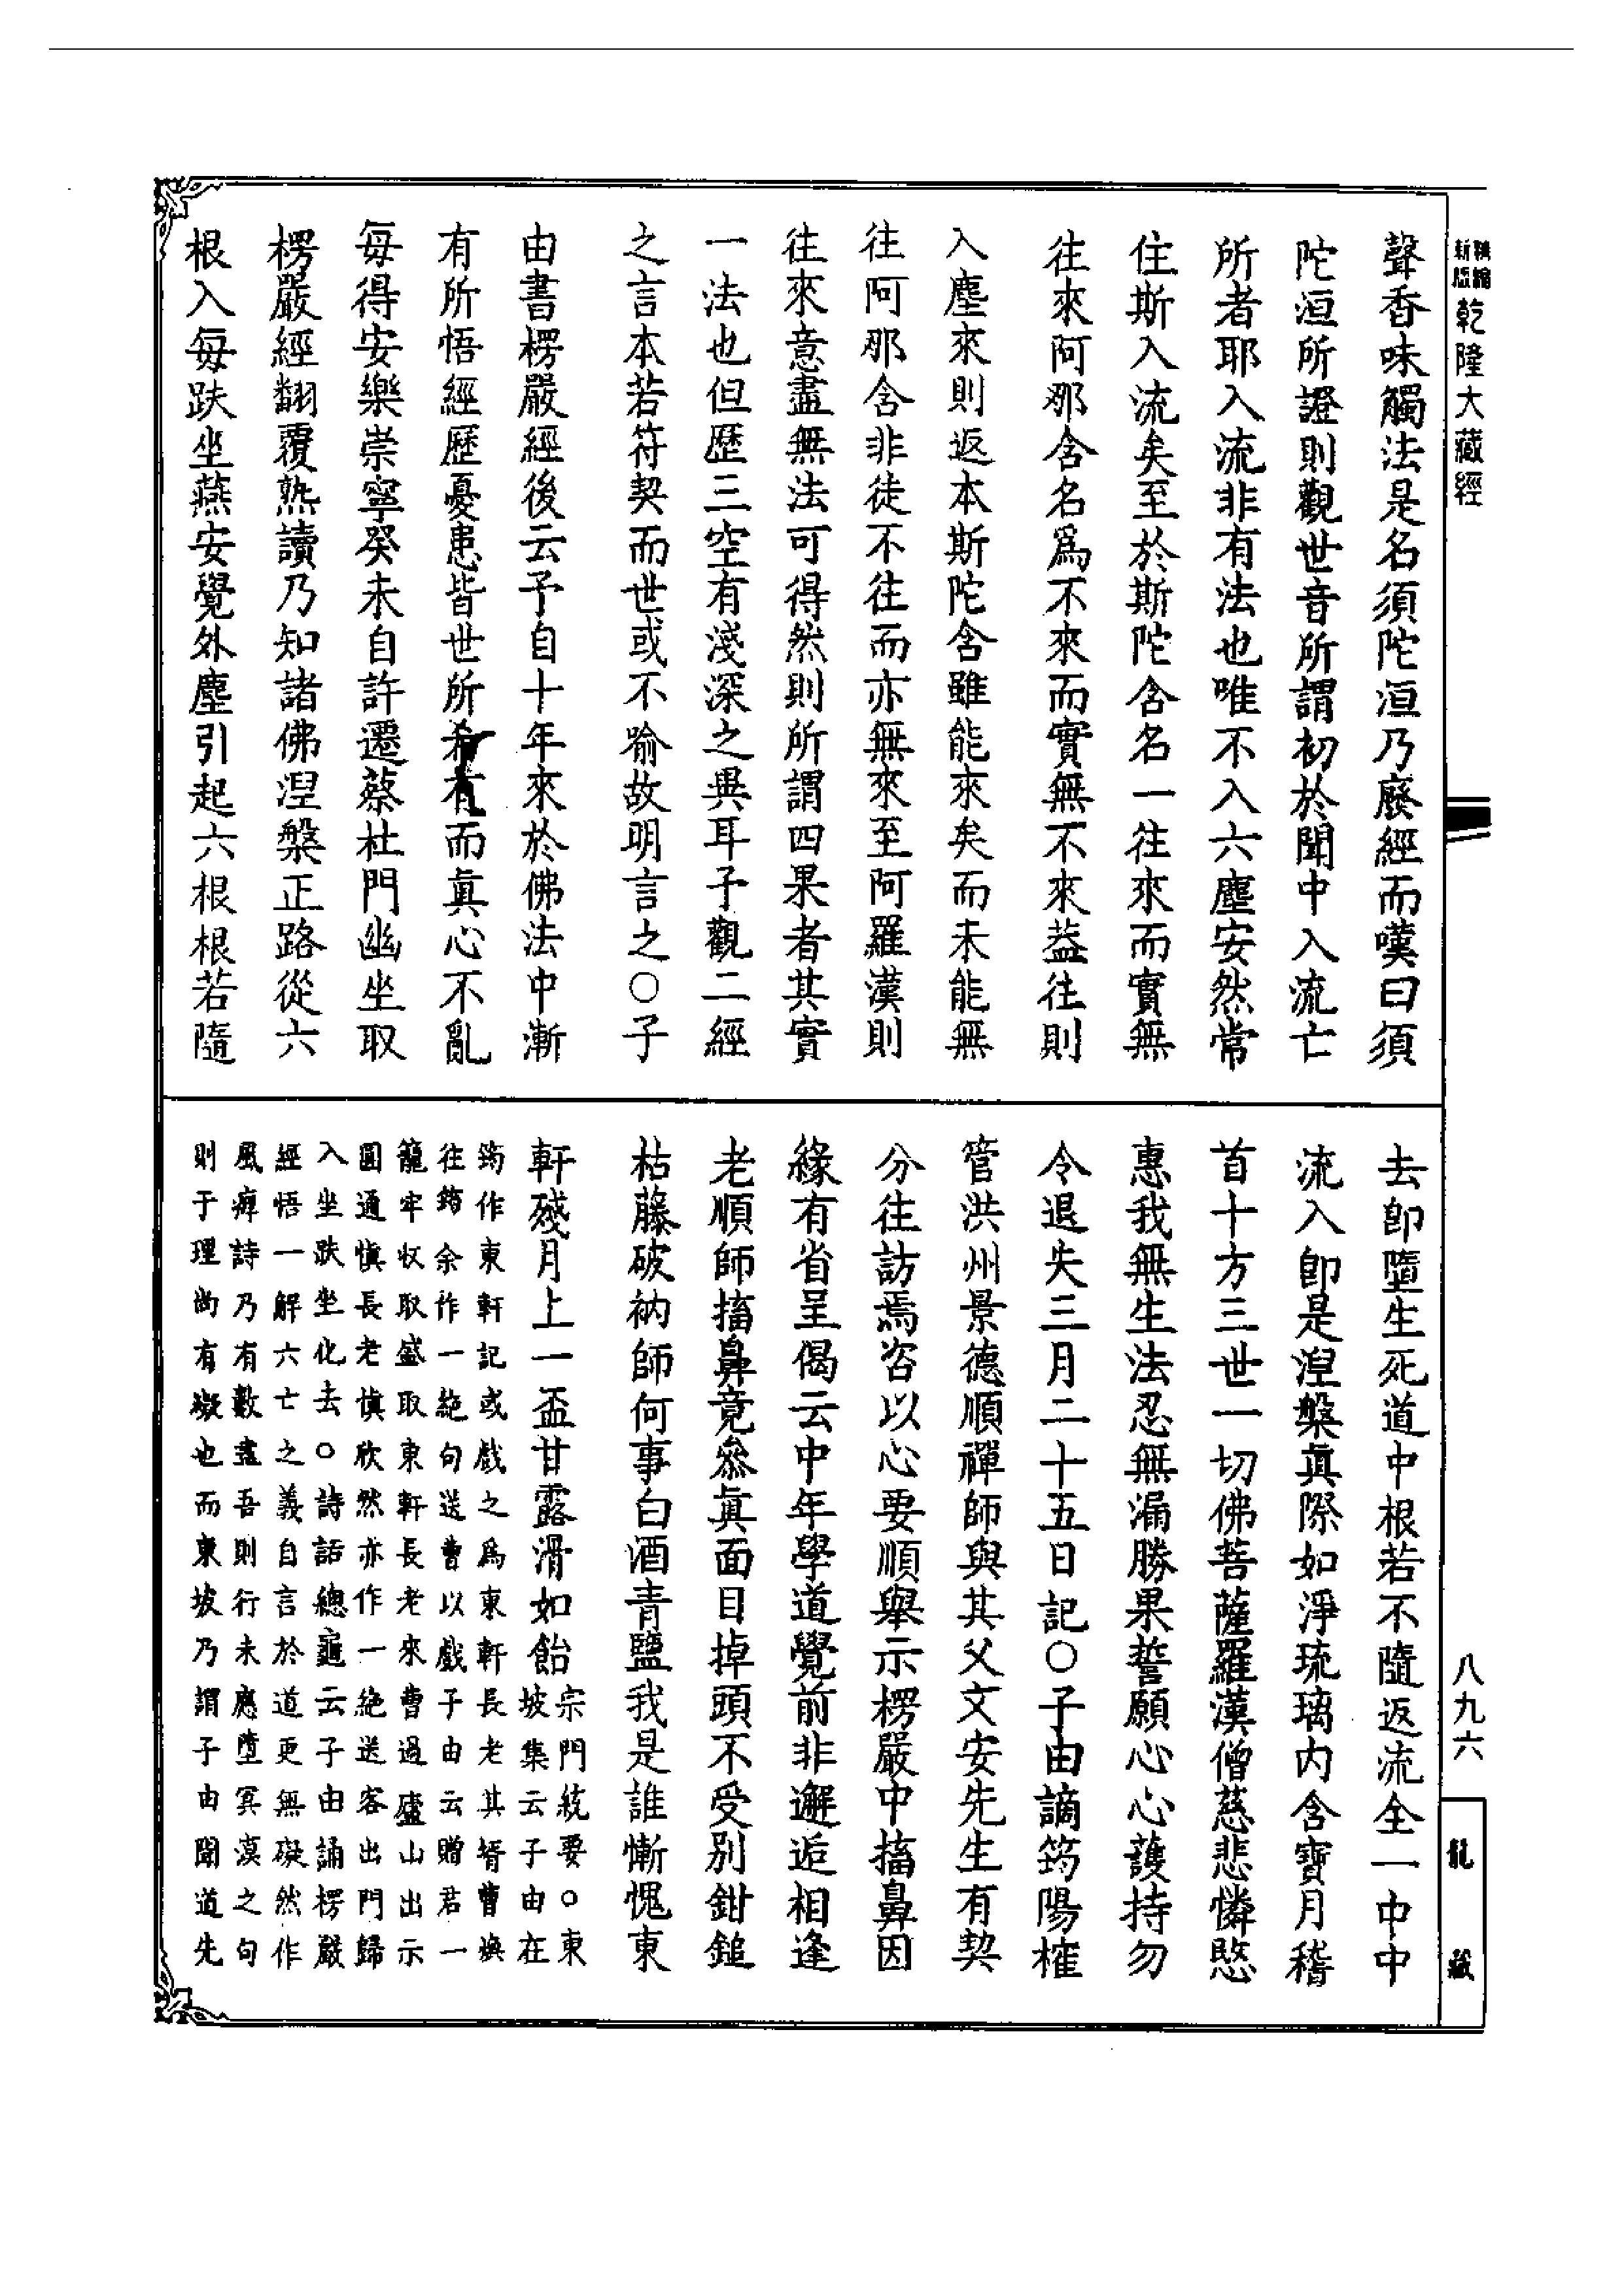 新版精縮乾隆大藏經
八九六
龍藏
聲香味觸法是名須陀洹乃廢經而嘆曰須
陀洹所證則觀世音所謂初於聞中入流亡
所者耶入流非有法也唯不入六塵安然常
住斯入流矣至於斯陀含名一往來而實無
往來阿那含名爲不來而實無不來葢往則
入塵來則返本斯陀含雖能來矣而未能無
往阿那含非徒不往而亦無來至阿羅漢則
往來意盡無法可得然則所謂四果者其實
一法也但歷三空有淺深之異耳予觀二經
之言本若符契而世或不喻故明言之○子
由書楞嚴經後云予自十年來於佛法中漸
有所悟經歷憂患皆世所希有而眞心不亂
每得安樂崇寧癸未自許遷蔡杜門幽坐取
楞嚴經翻覆熟讀乃知諸佛涅槃正路從六
根入每趺坐燕安覺外塵引起六根根若隨
去卽墮生死道中根若不隨返流全一中中
流入卽是涅槃眞際如淨琉璃內含寶月稽
首十方三世一切佛菩薩羅漢僧慈悲憐愍
惠我無生法忍無漏勝果誓願心心護持勿
令退失三月二十五日記○子由謫筠陽榷
管洪州景德順禪師與其父文安先生有契
分往訪焉咨以心要順舉示楞嚴中搐鼻因
緣有省呈偈云中年學道覺前非邂逅相逢
老順師搐鼻竟參眞面目掉頭不受別鉗鎚
枯藤破衲師何事白酒青鹽我是誰慚愧東
軒殘月上一盃甘露滑如飴宗門統要○東
坡集云子由在
筠作東軒記或戲之爲東軒長老其壻曹煥
往筠余作一絶句送曹以戲子由云贈君一
籠牢収取盛取東軒長老來曹過廬山出示
圓通慎長老慎欣然亦作一絶送客出門歸
入坐趺坐化去○詩話總龜云子由誦楞嚴
經悟一解六亡之義自言於道更無礙然作
風痺詩乃有數盡吾則行未應墮冥漠之句
則于理尚有礙也而東坡乃謂子由聞道先